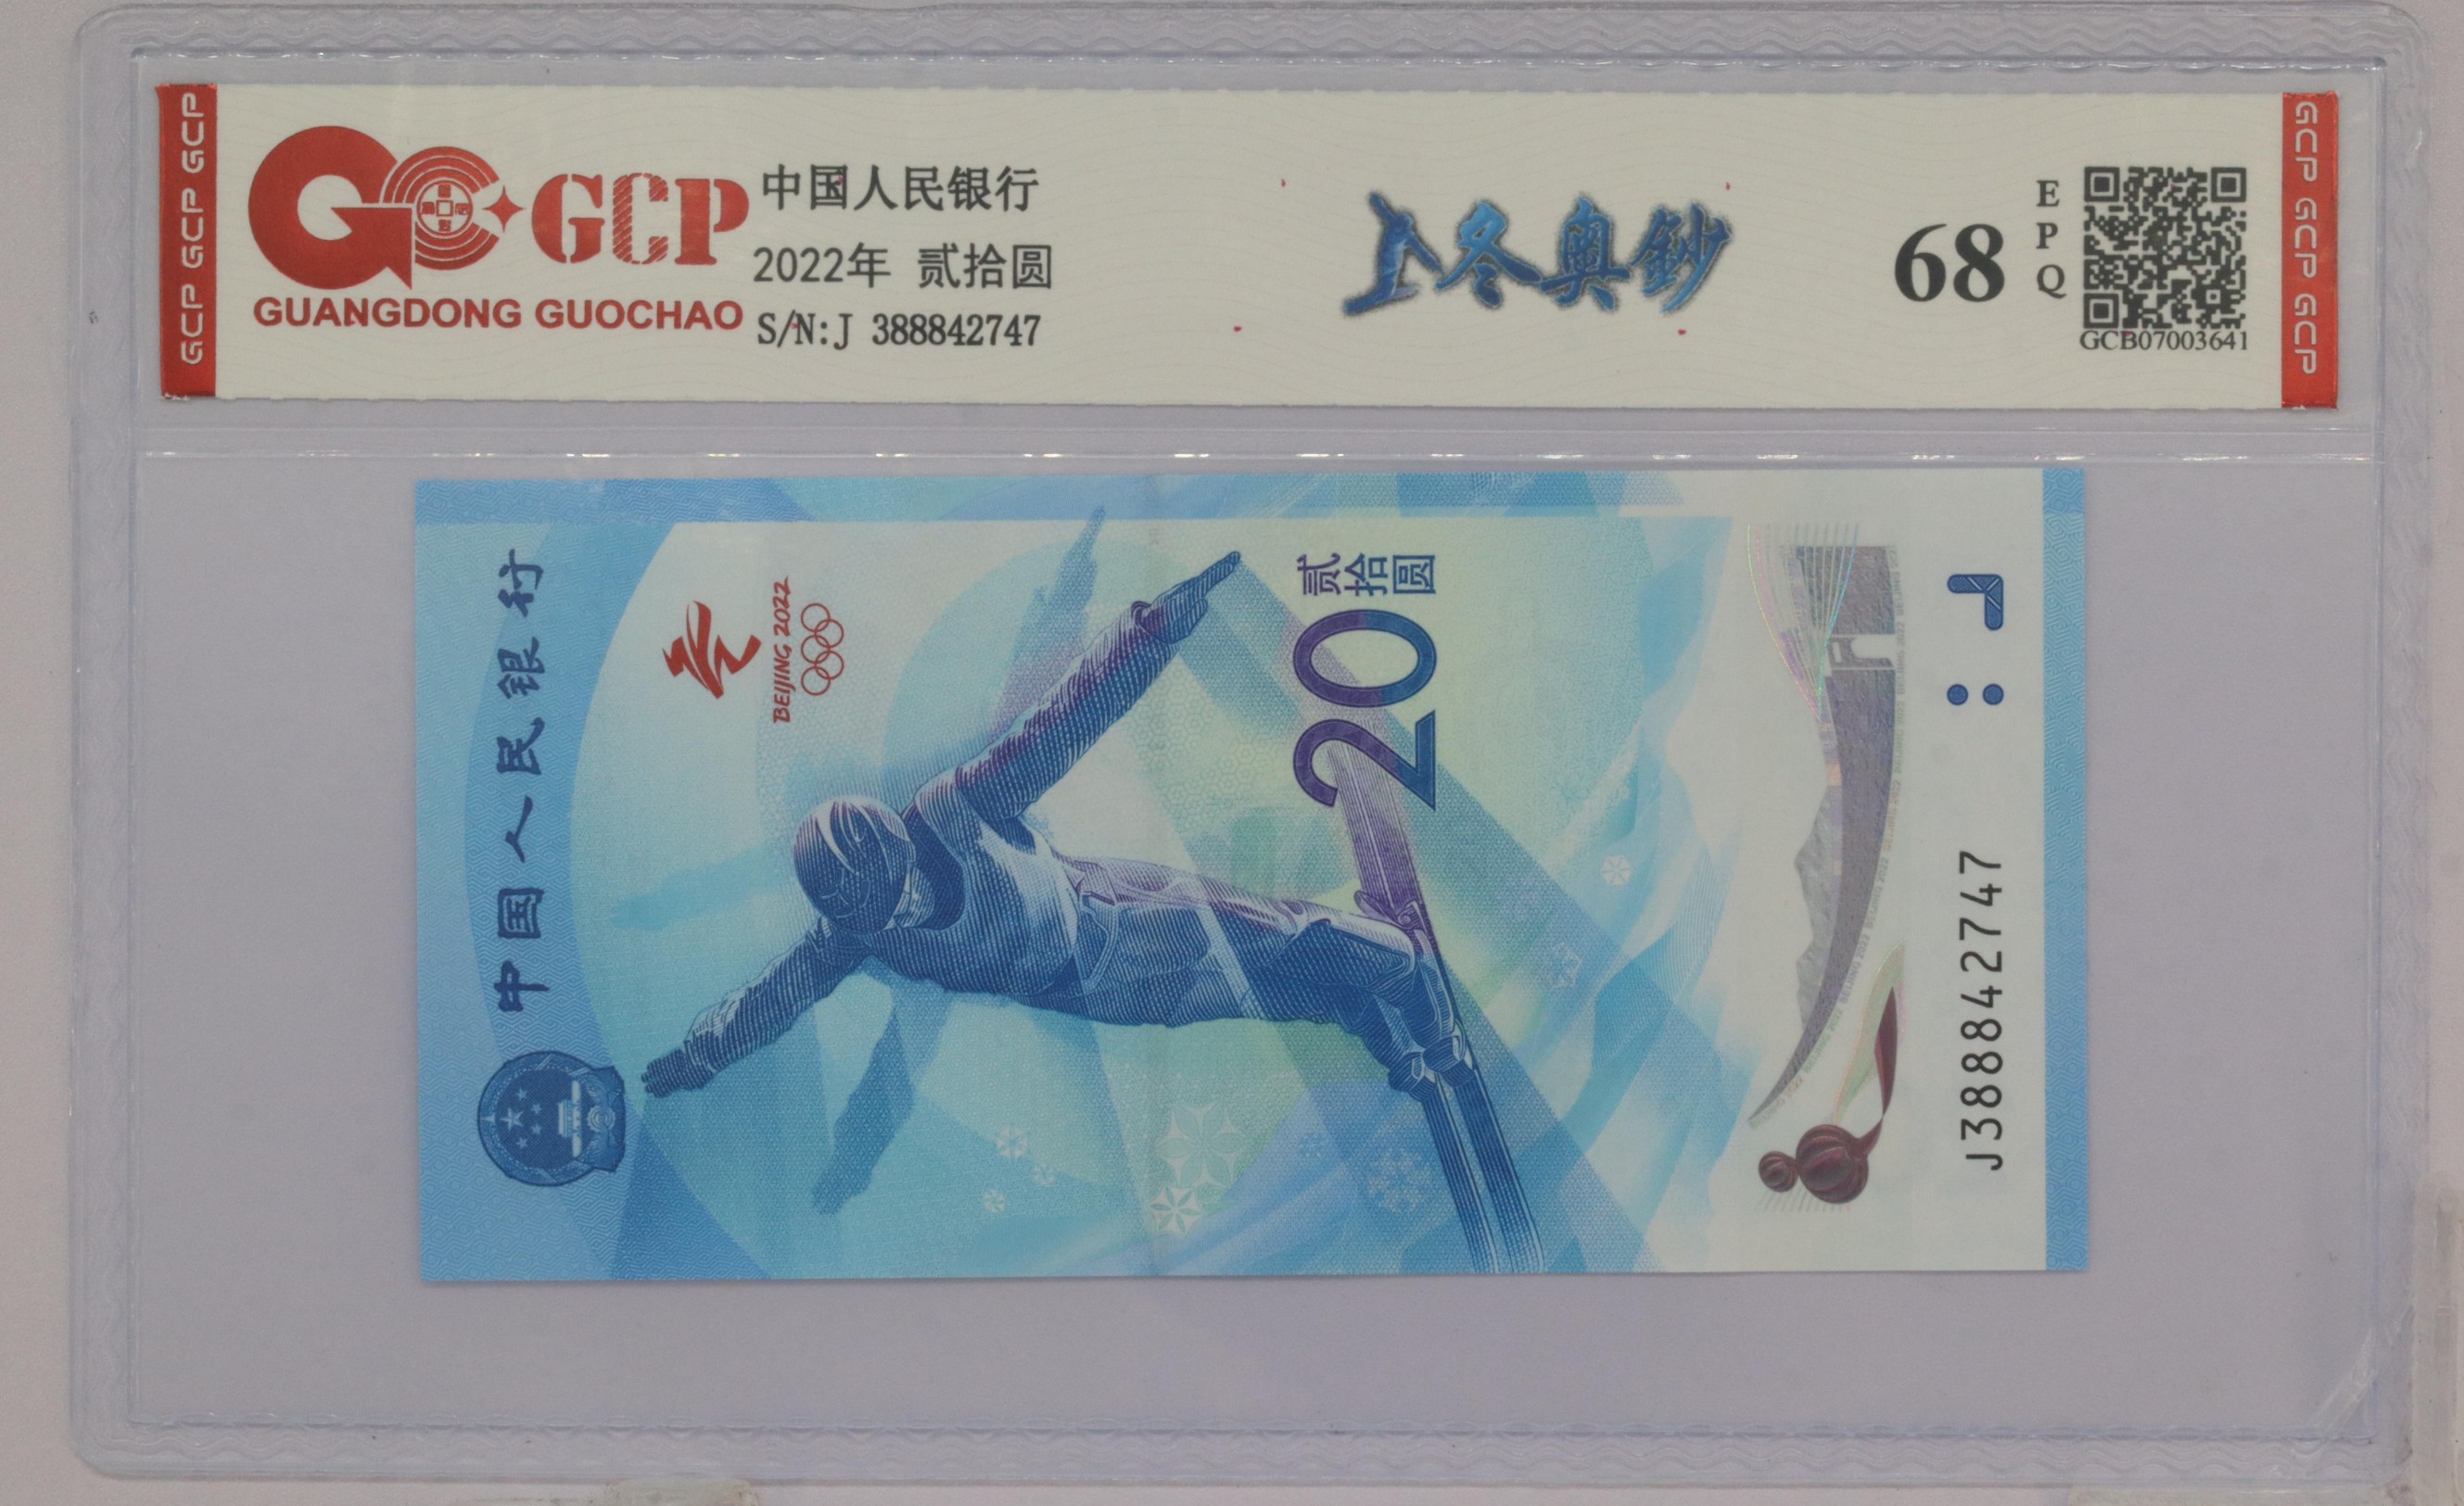 GCP GCP GCP
GCP
GUANGDONG GUOCHAO
中国人民银行
2022年 贰拾圆
S/N:J 388842747
上冬奥鈔
68
EPQ
GCB07003641
GCP GCP GCP
中国人民银行
BEIJING 2022
贰拾圆
20
J388842747